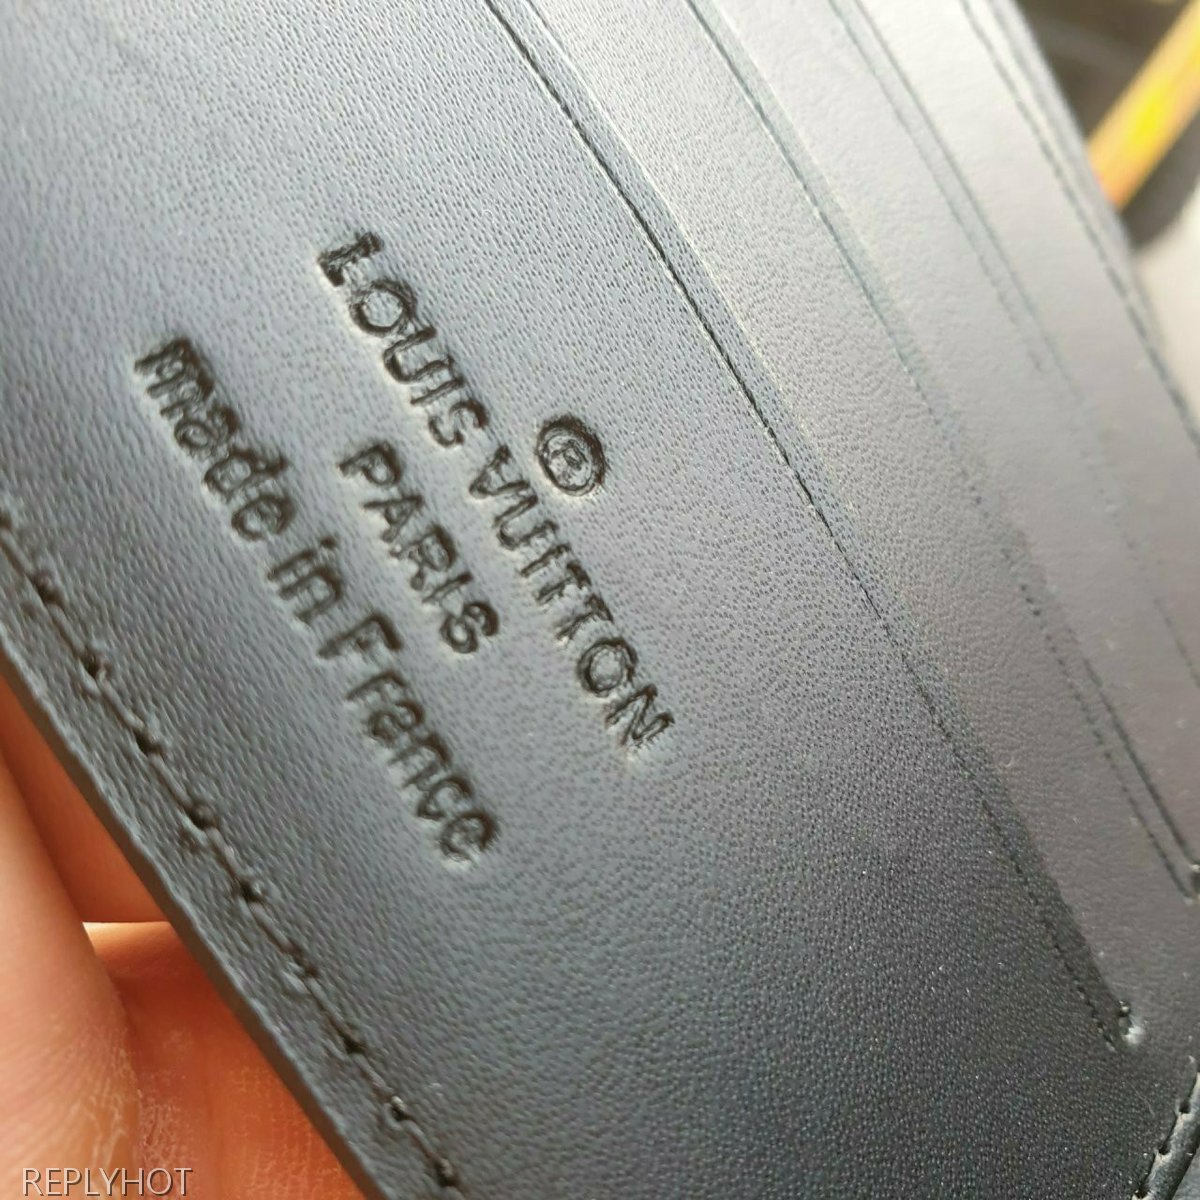 ®
LOUIS VUITTON
PARIS
made in France
REPLYHOT